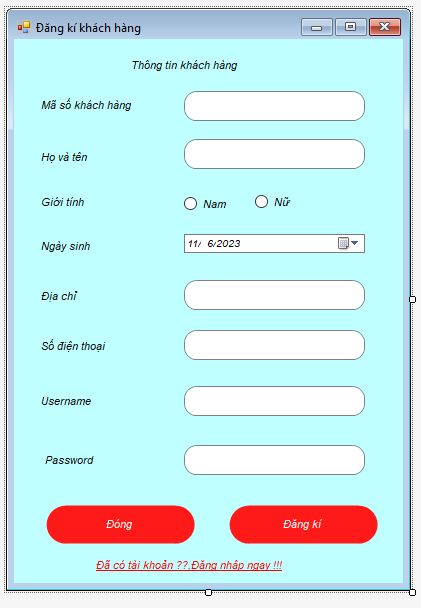 Đăng kí khách hàng
Thông tin khách hàng
Mã số khách hàng
Họ và tên
Giới tính Nam Nữ
Ngày sinh 11/ 6/2023
Địa chỉ
Số điện thoại
Username
Password
Đóng Đăng kí
Đã có tài khoản ??,Đăng nhập ngay !!!